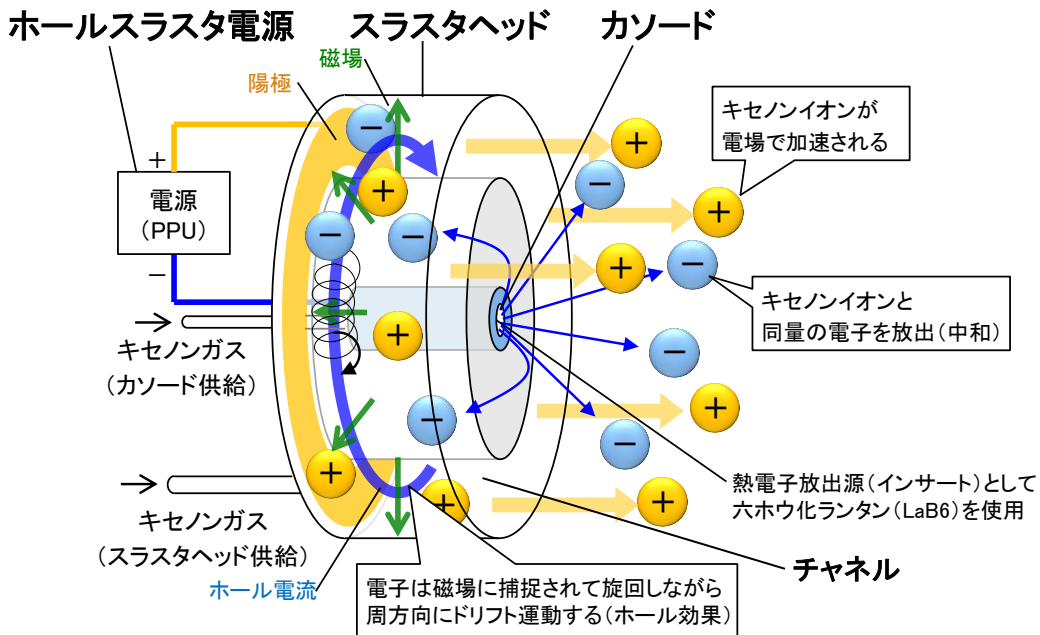 ホールスラスタ電源
スラスタヘッド
カソード
磁場
陽極
キセノンイオンが
電場で加速される
+
電源
(PPU)
−
キセノンイオンと
同量の電子を放出(中和)
キセノンガス
(カソード供給)
熱電子放出源(インサート)として
六ホウ化ランタン(LaB6)を使用
キセノンガス
(スラスタヘッド供給)
チャネル
ホール電流
電子は磁場に捕捉されて旋回しながら
周方向にドリフト運動する(ホール効果)